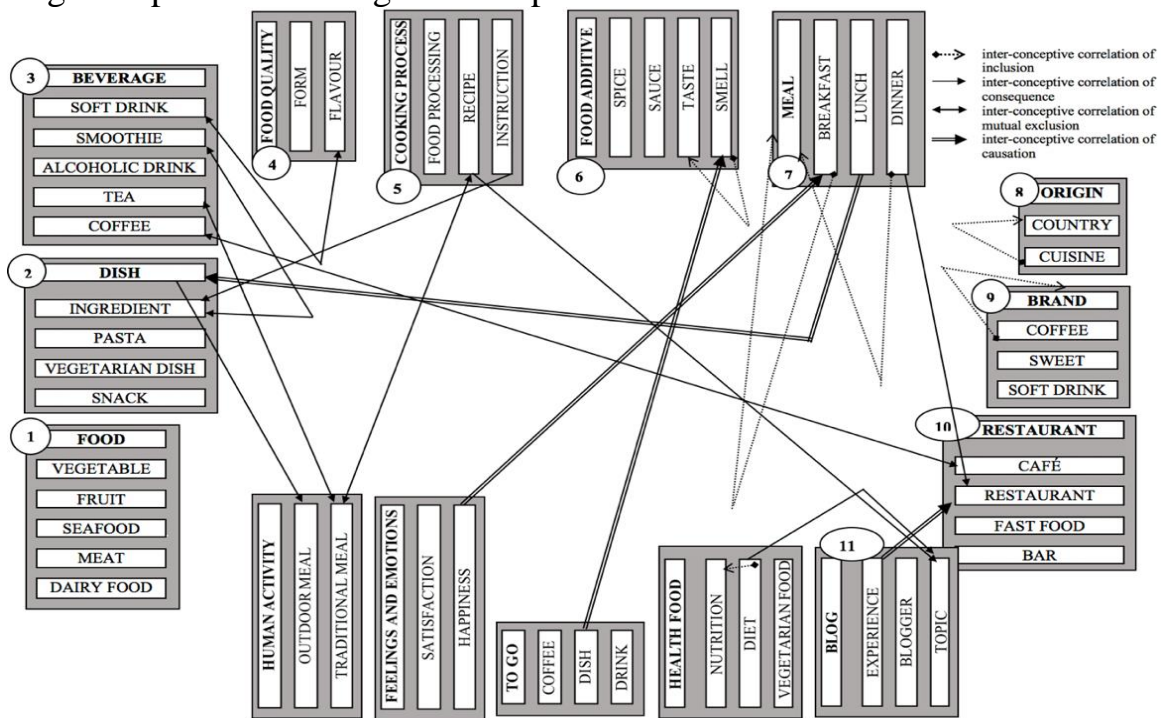 3
BEVERAGE
SOFT DRINK
SMOOTHIE
ALCOHOLIC DRINK
TEA
COFFEE
4
FOOD QUALITY
FORM
FLAVOUR
5
COOKING PROCESS
FOOD PROCESSING
RECIPE
INSTRUCTION
6
FOOD ADDITIVE
SPICE
SAUCE
TASTE
SMELL
7
MEAL
BREAKFAST
LUNCH
DINNER
inter-conceptive correlation of
inclusion
inter-conceptive correlation of
consequence
inter-conceptive correlation of
mutual exclusion
inter-conceptive correlation of
causation
8
ORIGIN
COUNTRY
CUISINE
9
BRAND
COFFEE
SWEET
SOFT DRINK
2
DISH
INGREDIENT
PASTA
VEGETARIAN DISH
SNACK
1
FOOD
VEGETABLE
FRUIT
SEAFOOD
MEAT
DAIRY FOOD
10
RESTAURANT
CAFÉ
RESTAURANT
FAST FOOD
BAR
HUMAN ACTIVITY
OUTDOOR MEAL
TRADITIONAL MEAL
FEELINGS AND EMOTIONS
SATISFACTION
HAPPINESS
TO GO
COFFEE
DISH
DRINK
HEALTH FOOD
NUTRITION
DIET
VEGETARIAN FOOD
11
BLOG
EXPERIENCE
BLOGGER
TOPIC